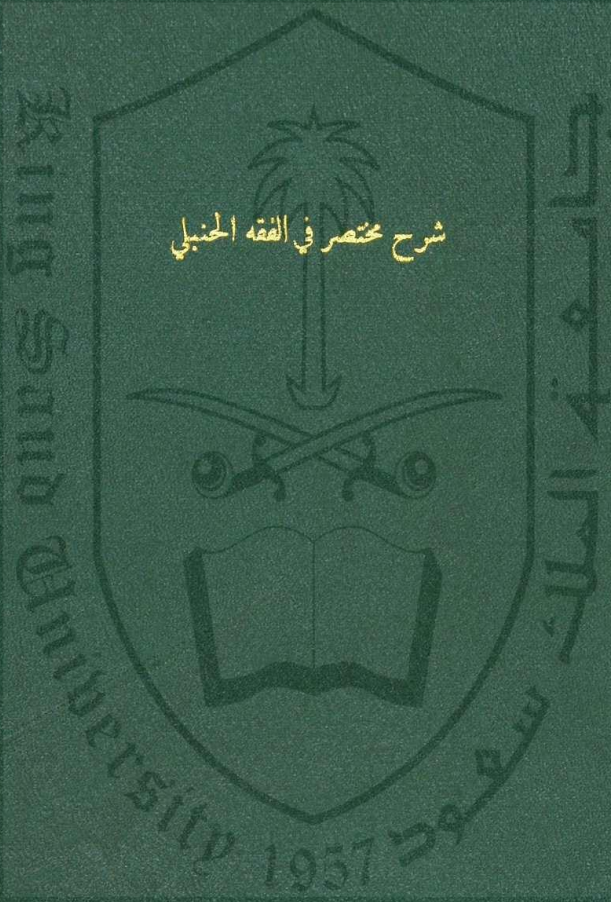 شرح مختصر في الفقه الحنبلي
King Saud University 1957
جامعة الملك سعود